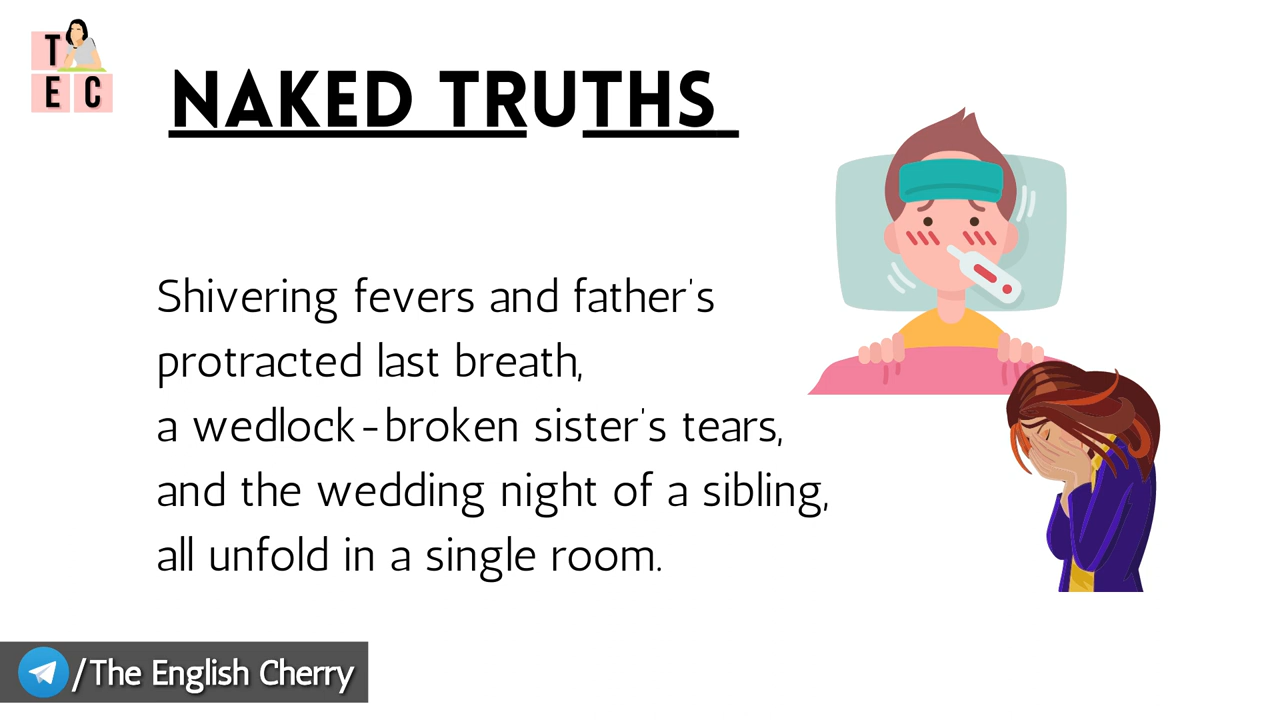 T
E C
NAKED TRUTHS
Shivering fevers and father's
protracted last breath,
a wedlock-broken sister's tears,
and the wedding night of a sibling,
all unfold in a single room.
/The English Cherry